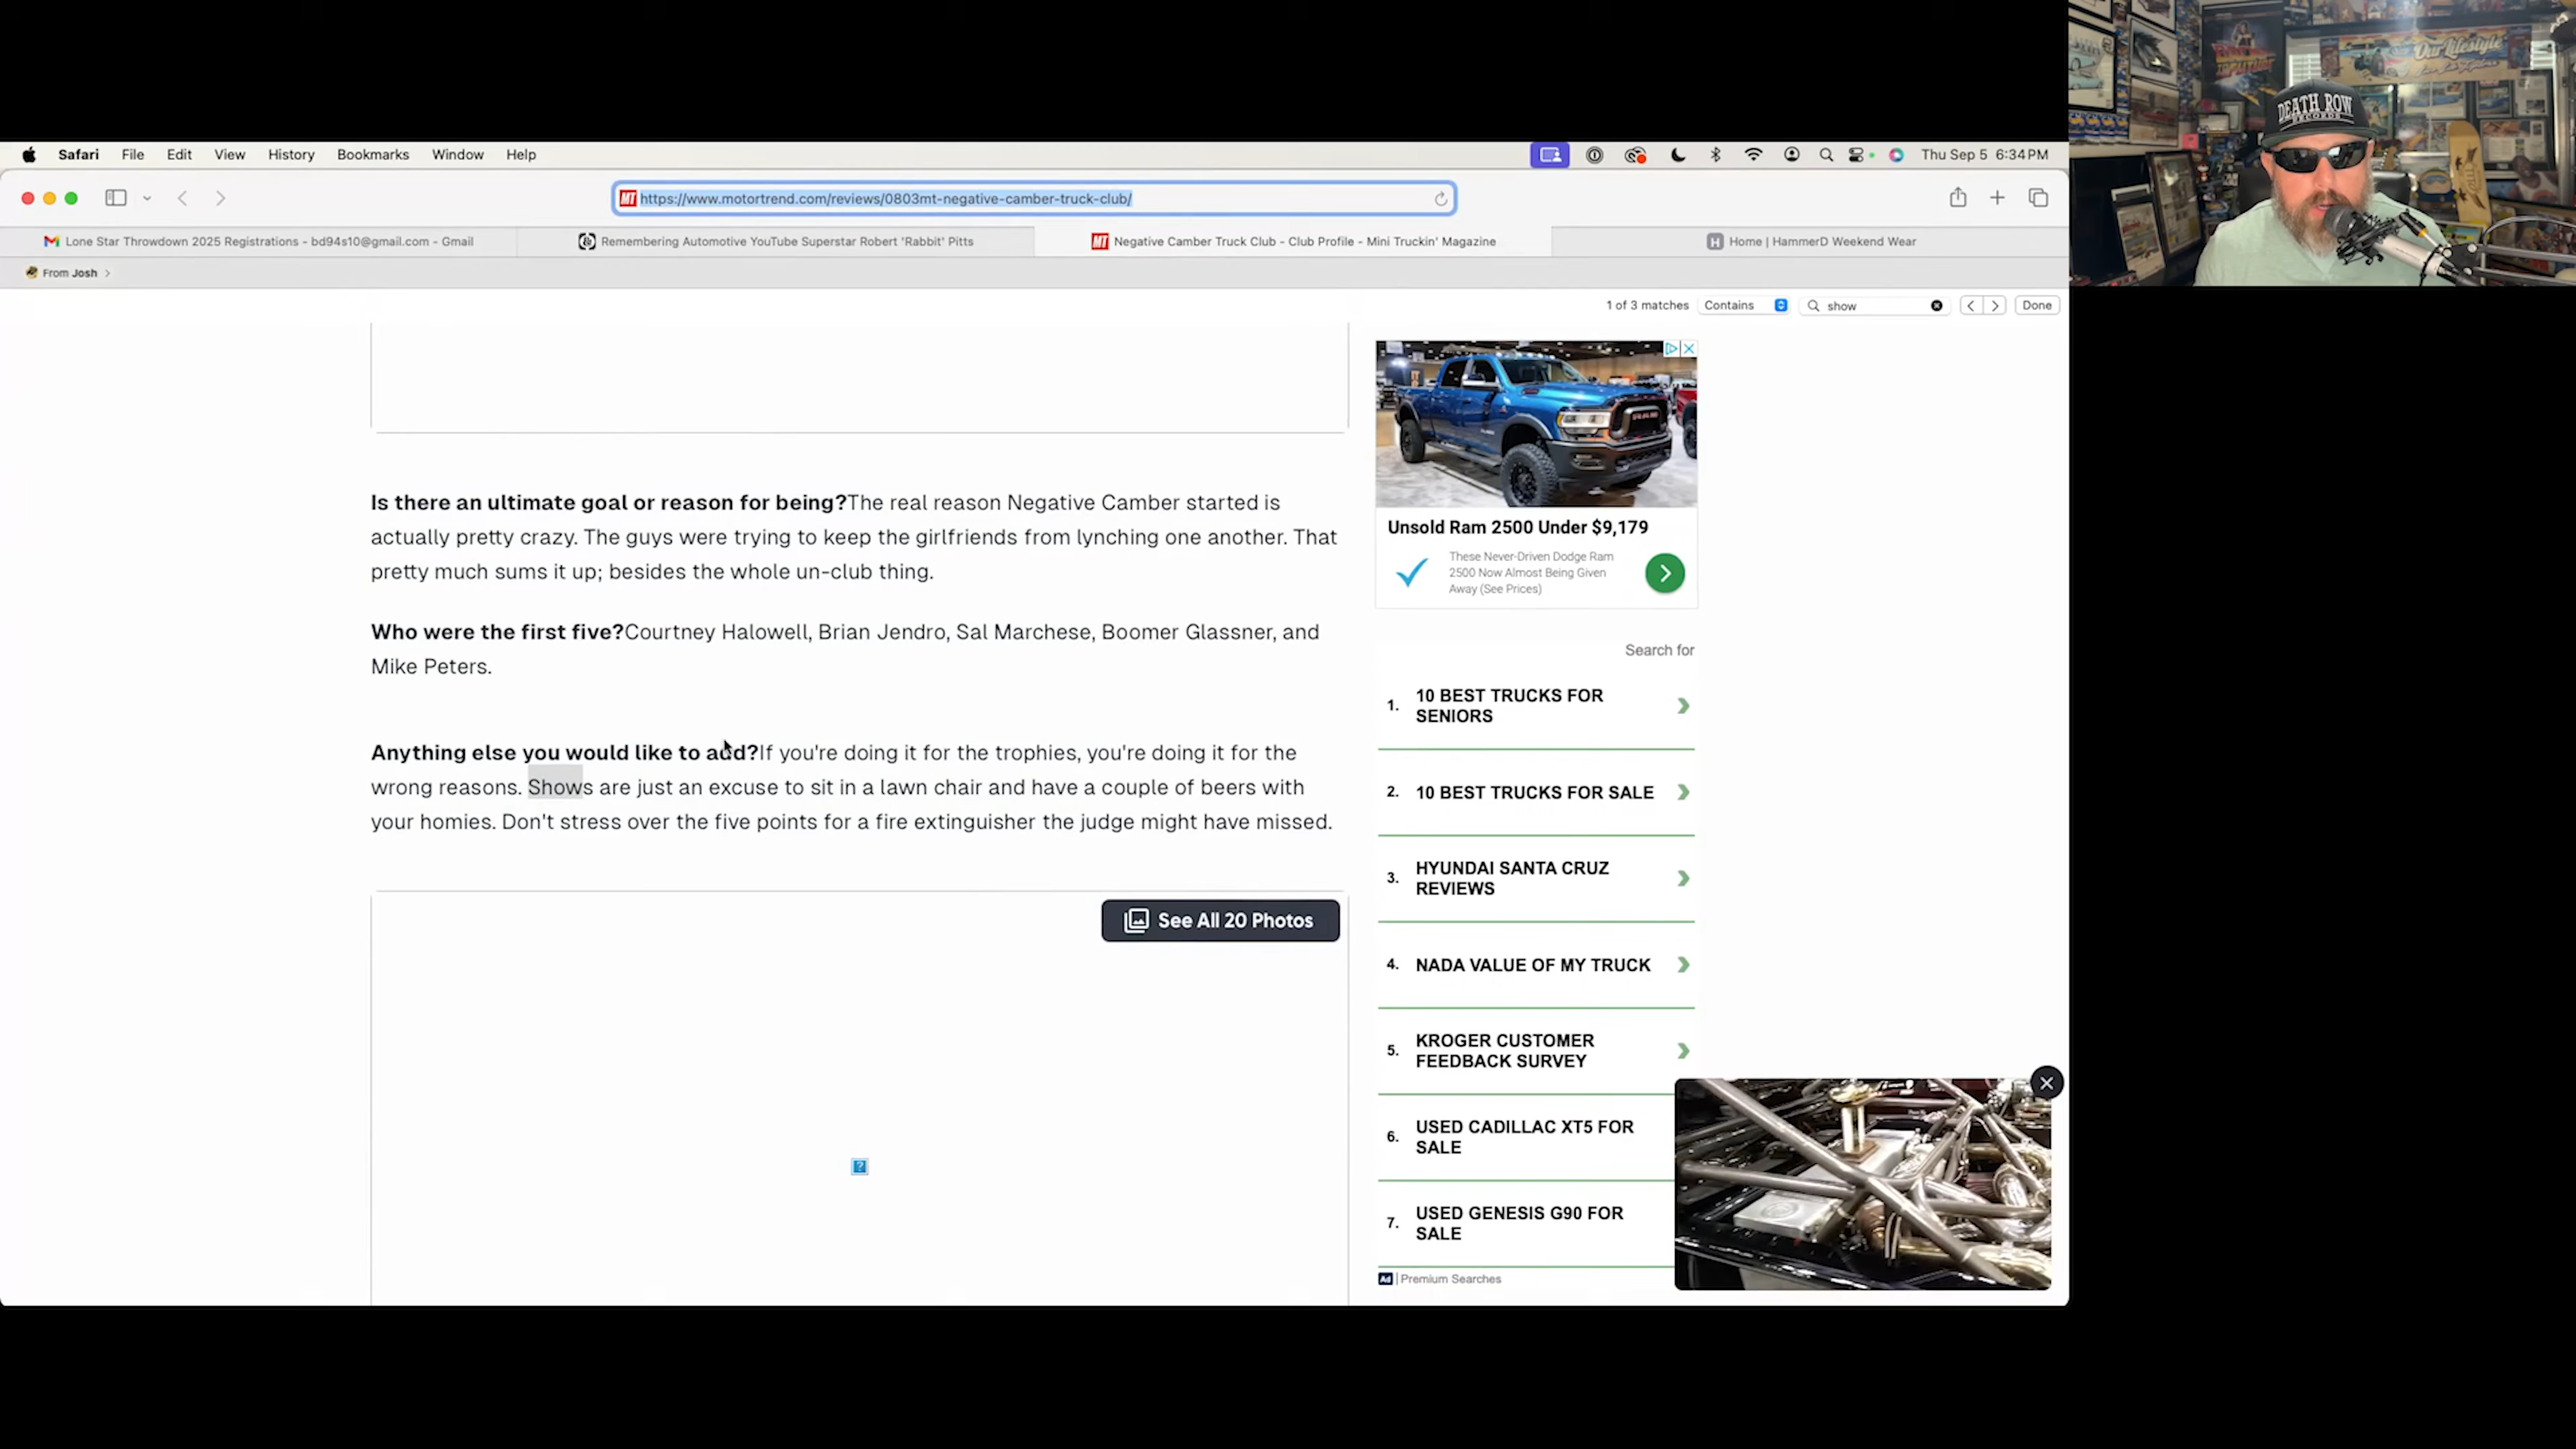 Our Lifestyle
DEATH ROW
RECORDS
Safari File Edit View History Bookmarks Window Help
Thu Sep 5 6:34 PM
MT https://www.motortrend.com/reviews/0803mt-negative-camber-truck-club/
Lone Star Throwdown 2025 Registrations - bd94s10@gmail.com - Gmail
Remembering Automotive YouTube Superstar Robert 'Rabbit' Pitts
MT Negative Camber Truck Club - Club Profile - Mini Truckin' Magazine
H Home | HammerD Weekend Wear
From Josh >
1 of 3 matches Contains show Done
Is there an ultimate goal or reason for being?The real reason Negative Camber started is
actually pretty crazy. The guys were trying to keep the girlfriends from lynching one another. That
pretty much sums it up; besides the whole un-club thing.
Who were the first five?Courtney Halowell, Brian Jendro, Sal Marchese, Boomer Glassner, and
Mike Peters.
Anything else you would like to add?If you're doing it for the trophies, you're doing it for the
wrong reasons. Shows are just an excuse to sit in a lawn chair and have a couple of beers with
your homies. Don't stress over the five points for a fire extinguisher the judge might have missed.
See All 20 Photos
?
Unsold Ram 2500 Under $9,179
These Never-Driven Dodge Ram
2500 Now Almost Being Given
Away (See Prices)
Search for
1. 10 BEST TRUCKS FOR
SENIORS
2. 10 BEST TRUCKS FOR SALE
3. HYUNDAI SANTA CRUZ
REVIEWS
4. NADA VALUE OF MY TRUCK
5. KROGER CUSTOMER
FEEDBACK SURVEY
6. USED CADILLAC XT5 FOR
SALE
7. USED GENESIS G90 FOR
SALE
Ad | Premium Searches